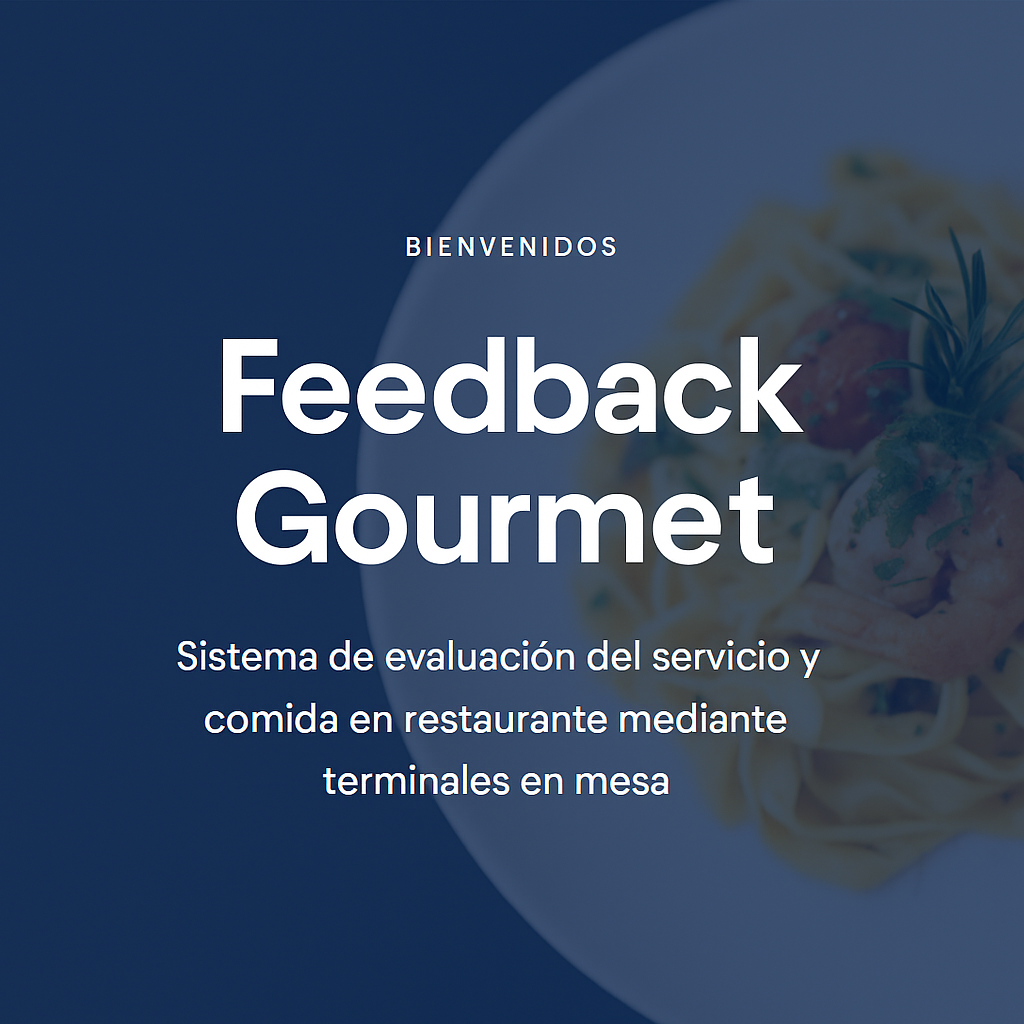 BIENVENIDOS
Feedback
Gourmet
Sistema de evaluación del servicio y
comida en restaurante mediante
terminales en mesa